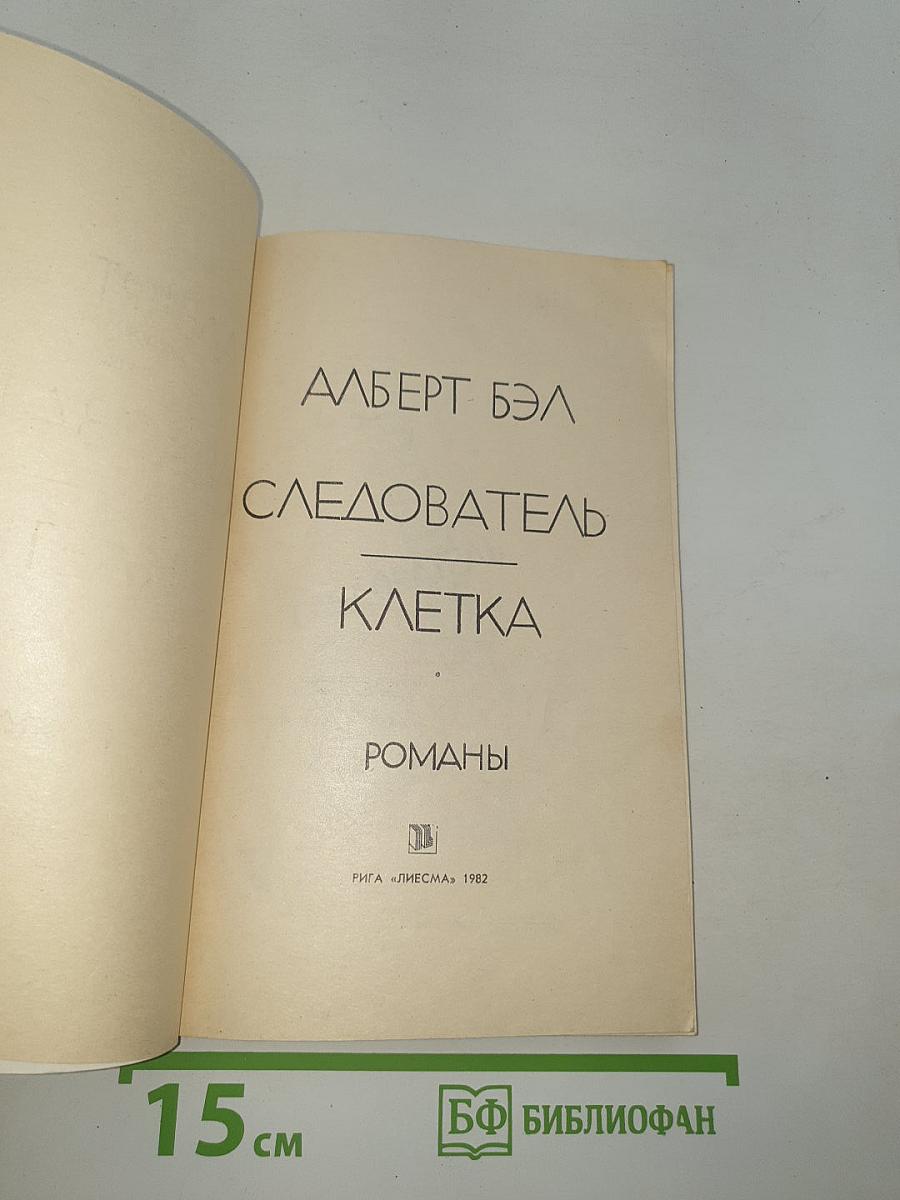 АЛБЕРТ БЭЛ
СЛЕДОВАТЕЛЬ
КЛЕТКА
РОМАНЫ
РИГА «ЛИЕСМА» 1982
15 см
БФ БИБЛИОФАН